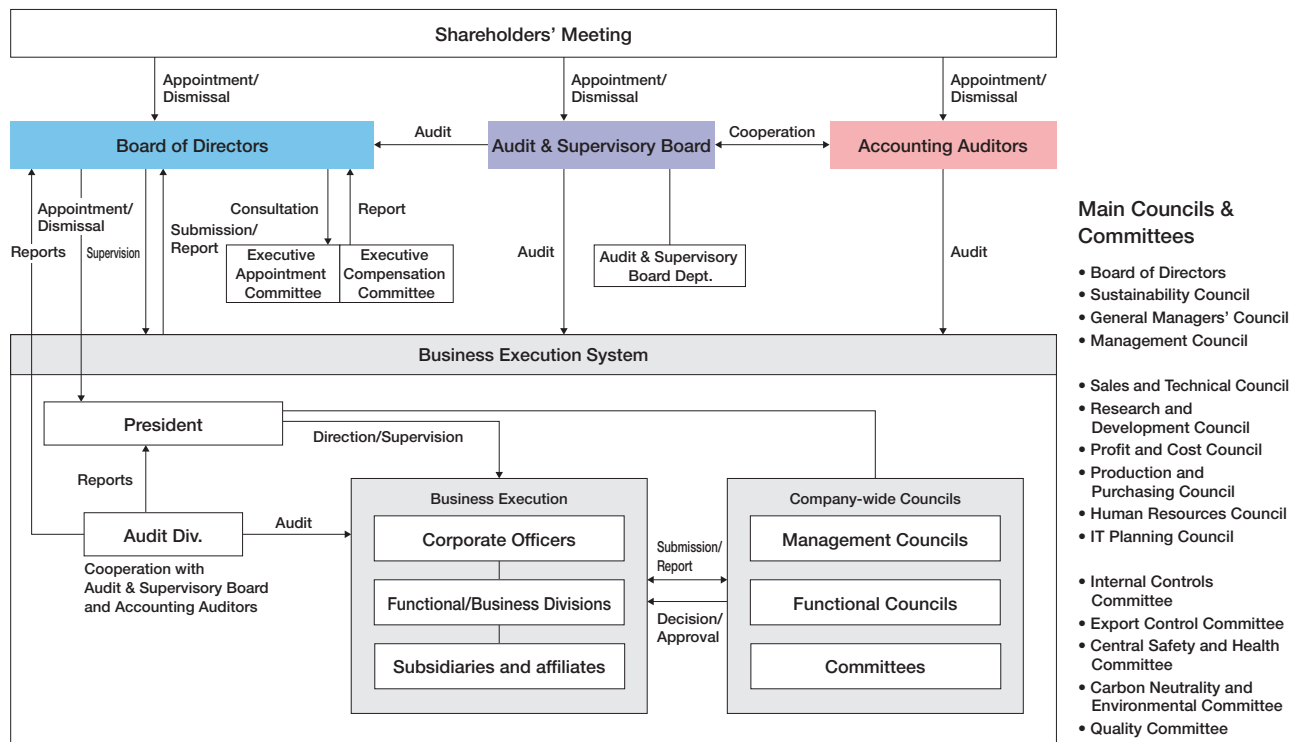 Shareholders’ Meeting
Appointment/
Dismissal
Appointment/
Dismissal
Appointment/
Dismissal
Board of Directors
Audit
Audit & Supervisory Board
Cooperation
Accounting Auditors
Reports
Appointment/
Dismissal
Supervision
Submission/
Report
Consultation
Report
Executive
Appointment
Committee
Executive
Compensation
Committee
Audit
Audit & Supervisory
Board Dept.
Audit
Business Execution System
President
Direction/Supervision
Reports
Audit Div.
Audit
Cooperation with
Audit & Supervisory Board
and Accounting Auditors
Business Execution
Corporate Officers
Functional/Business Divisions
Subsidiaries and affiliates
Submission/
Report
Decision/
Approval
Company-wide Councils
Management Councils
Functional Councils
Committees
Main Councils &
Committees
• Board of Directors
• Sustainability Council
• General Managers’ Council
• Management Council
• Sales and Technical Council
• Research and
Development Council
• Profit and Cost Council
• Production and
Purchasing Council
• Human Resources Council
• IT Planning Council
• Internal Controls
Committee
• Export Control Committee
• Central Safety and Health
Committee
• Carbon Neutrality and
Environmental Committee
• Quality Committee